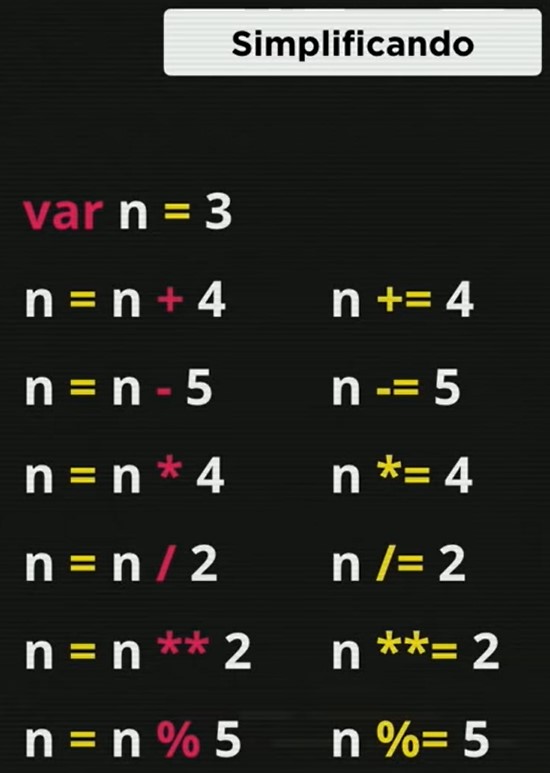 Simplificando
var n = 3
n = n + 4 n += 4
n = n - 5 n -= 5
n = n * 4 n *= 4
n = n / 2 n /= 2
n = n ** 2 n **= 2
n = n % 5 n %= 5